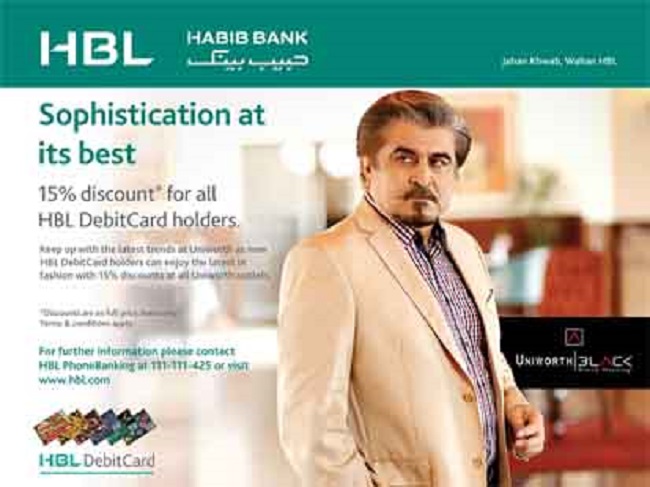 HBL
HABIB BANK
حبیب بینک
Jahan Khwab, Wahan HBL
Sophistication at
its best
15% discount* for all
HBL DebitCard holders.
Keep up with the latest trends at Uniworth as now
HBL DebitCard holders can enjoy the latest in
fashion with 15% discounts at all Uniworth outlets.
*Discounts are on full price
Terms & conditions apply
For further information please contact
HBL PhoneBanking at 111-111-425 or visit
www.hbl.com
UNIWORTH BLACK
HBL DebitCard